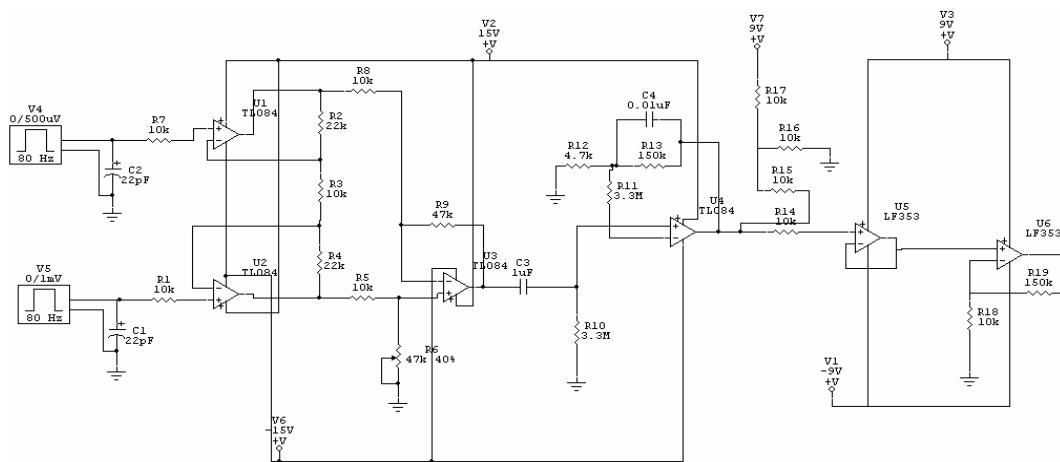 V4
0/500uV
80 Hz
C2
22pF
R7
10k
U1
TL084
R8
10k
R2
22k
R3
10k
R4
22k
V2
15V
+V
R9
47k
V5
0/1mV
80 Hz
C1
22pF
R1
10k
U2
TL084
R5
10k
R6
47k 40%
U3
TL084
C3
1uF
V6
-15V
+V
R10
3.3M
R12
4.7k
C4
0.01uF
R13
150k
R11
3.3M
U4
TL084
V7
9V
+V
R17
10k
R16
10k
R15
10k
R14
10k
V3
9V
+V
U5
LF353
U6
LF353
R18
10k
R19
150k
V1
-9V
+V